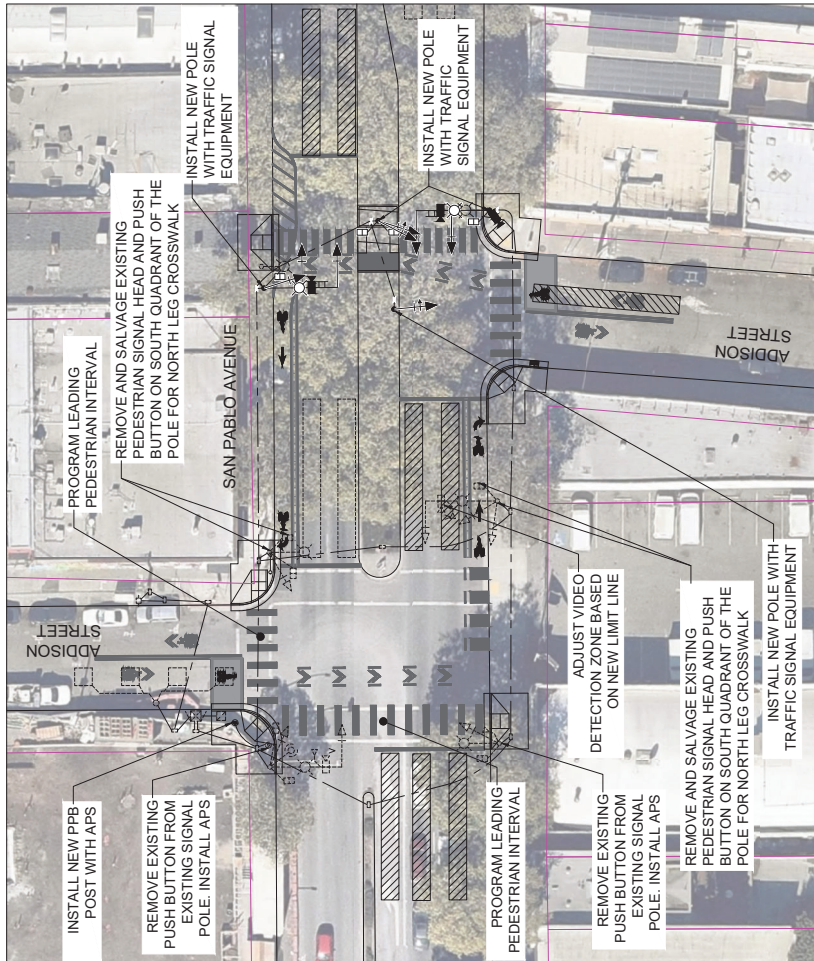 INSTALL NEW PPB
POST WITH APS
REMOVE EXISTING
PUSH BUTTON FROM
EXISTING SIGNAL
POLE. INSTALL APS
ADDISON
STREET
PROGRAM LEADING
PEDESTRIAN INTERVAL
REMOVE AND SALVAGE EXISTING
PEDESTRIAN SIGNAL HEAD AND PUSH
BUTTON ON SOUTH QUADRANT OF THE
POLE FOR NORTH LEG CROSSWALK
SAN PABLO AVENUE
INSTALL NEW POLE
WITH TRAFFIC SIGNAL
EQUIPMENT
INSTALL NEW POLE
WITH TRAFFIC
SIGNAL EQUIPMENT
PROGRAM LEADING
PEDESTRIAN INTERVAL
REMOVE EXISTING
PUSH BUTTON FROM
EXISTING SIGNAL
POLE. INSTALL APS
ADJUST VIDEO
DETECTION ZONE BASED
ON NEW LIMIT LINE
REMOVE AND SALVAGE EXISTING
PEDESTRIAN SIGNAL HEAD AND PUSH
BUTTON ON SOUTH QUADRANT OF THE
POLE FOR NORTH LEG CROSSWALK
INSTALL NEW POLE WITH
TRAFFIC SIGNAL EQUIPMENT
ADDISON
STREET